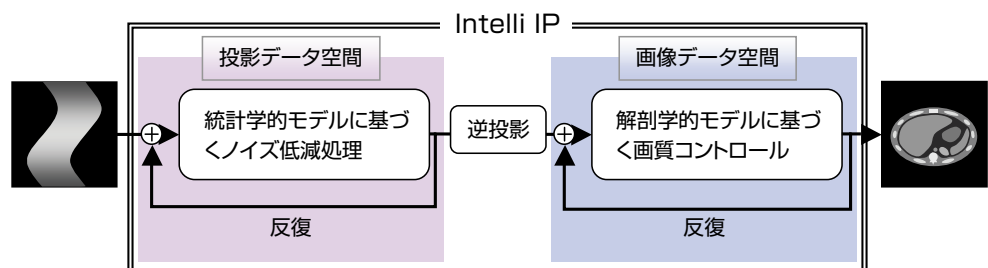 Intelli IP
投影データ空間
画像データ空間
統計学的モデルに基づ
くノイズ低減処理
逆投影
解剖学的モデルに基づ
く画質コントロール
反復
反復